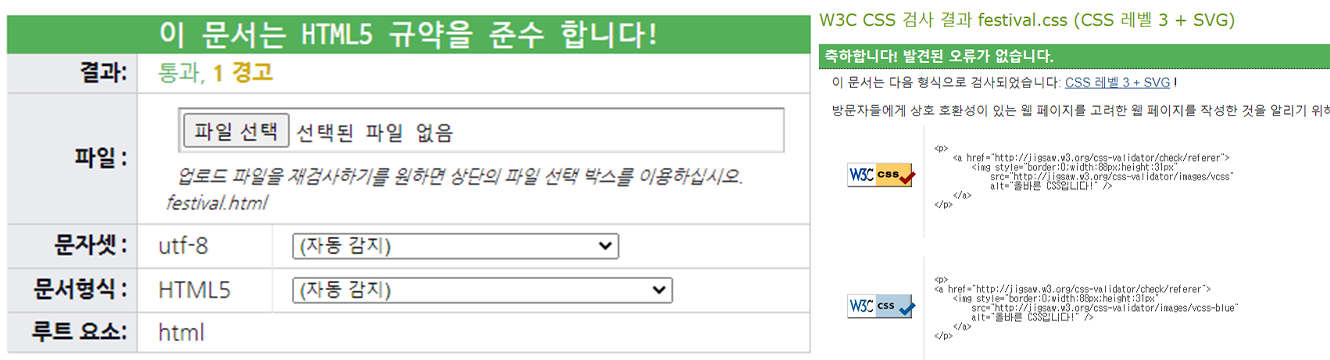 이 문서는 HTML5 규약을 준수 합니다!
결과: 통과, 1 경고
파일 : 파일 선택 선택된 파일 없음
업로드 파일을 재검사하기를 원하면 상단의 파일 선택 박스를 이용하십시오.
festival.html
문자셋 : utf-8 (자동 감지)
문서형식 : HTML5 (자동 감지)
루트 요소: html
W3C CSS 검사 결과 festival.css (CSS 레벨 3 + SVG)
축하합니다! 발견된 오류가 없습니다.
이 문서는 다음 형식으로 검사되었습니다: CSS 레벨 3 + SVG !
방문자들에게 상호 호환성이 있는 웹 페이지를 고려한 웹 페이지를 작성한 것을 알리기 위해
W3C css
<p>
<a href="http://jigsaw.w3.org/css-validator/check/referer">
<img style="border:0;width:88px;height:31px"
src="http://jigsaw.w3.org/css-validator/images/vcss"
alt="올바른 CSS입니다!" />
</a>
</p>
W3C css
<p>
<a href="http://jigsaw.w3.org/css-validator/check/referer">
<img style="border:0;width:88px;height:31px"
src="http://jigsaw.w3.org/css-validator/images/vcss-blue"
alt="올바른 CSS입니다!" />
</a>
</p>